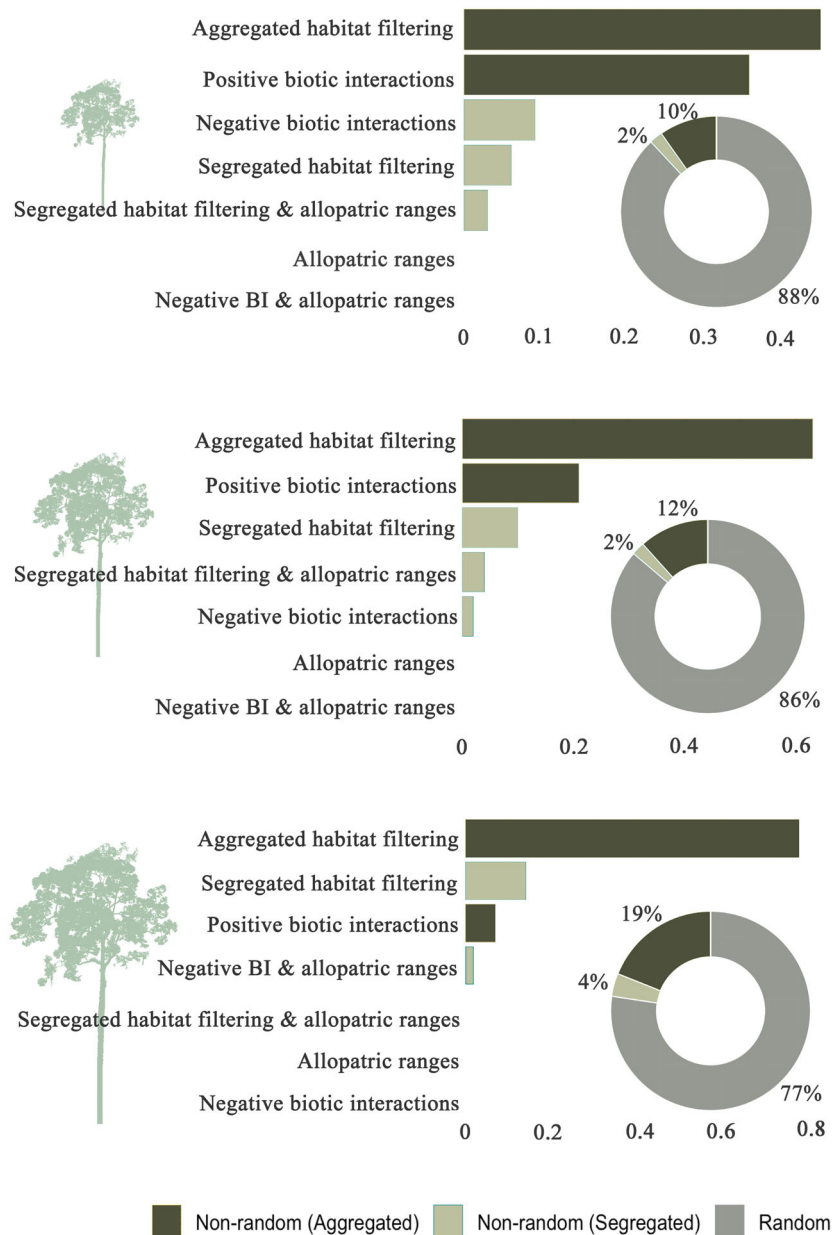 Aggregated habitat filtering
Positive biotic interactions
Negative biotic interactions
Segregated habitat filtering
Segregated habitat filtering & allopatric ranges
Allopatric ranges
Negative BI & allopatric ranges
10%
2%
88%
0 0.1 0.2 0.3 0.4
Aggregated habitat filtering
Positive biotic interactions
Segregated habitat filtering
Segregated habitat filtering & allopatric ranges
Negative biotic interactions
Allopatric ranges
Negative BI & allopatric ranges
12%
2%
86%
0 0.2 0.4 0.6
Aggregated habitat filtering
Segregated habitat filtering
Positive biotic interactions
Negative BI & allopatric ranges
Segregated habitat filtering & allopatric ranges
Allopatric ranges
Negative biotic interactions
19%
4%
77%
0 0.2 0.4 0.6 0.8
Non-random (Aggregated) Non-random (Segregated) Random